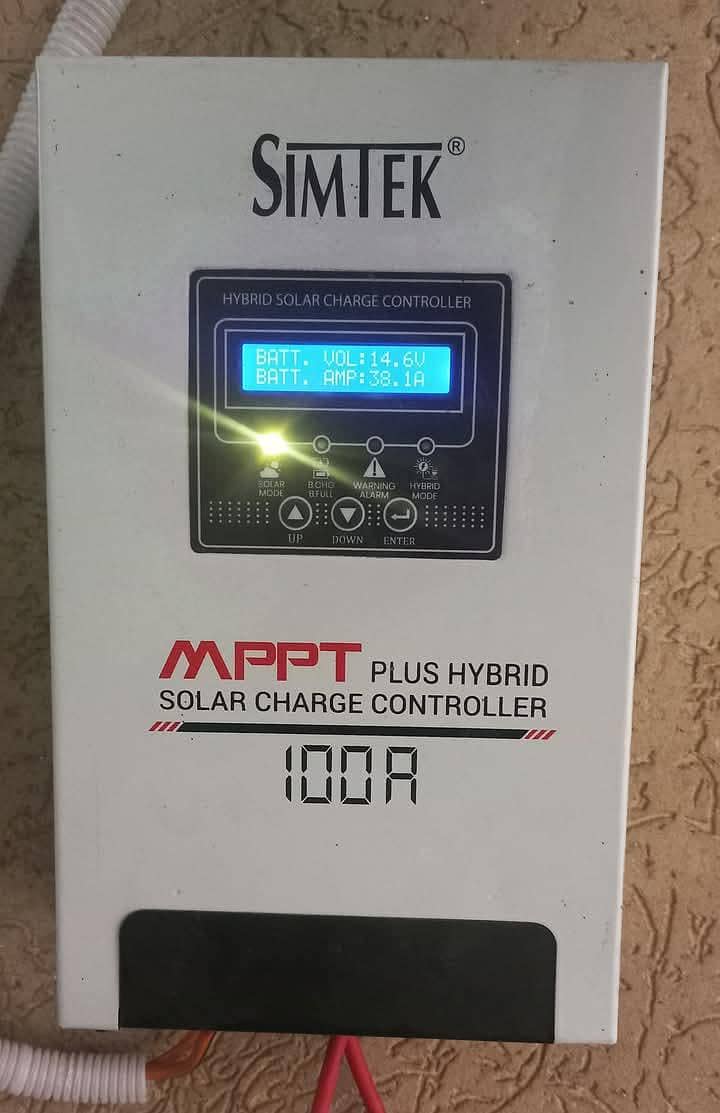 SIMTEK®
HYBRID SOLAR CHARGE CONTROLLER
BATT. VOL:14.6V
BATT. AMP:38.1A
SOLAR MODE
B.CHG B.FULL
WARNING ALARM
HYBRID MODE
UP
DOWN
ENTER
MPPT PLUS HYBRID
SOLAR CHARGE CONTROLLER
100A